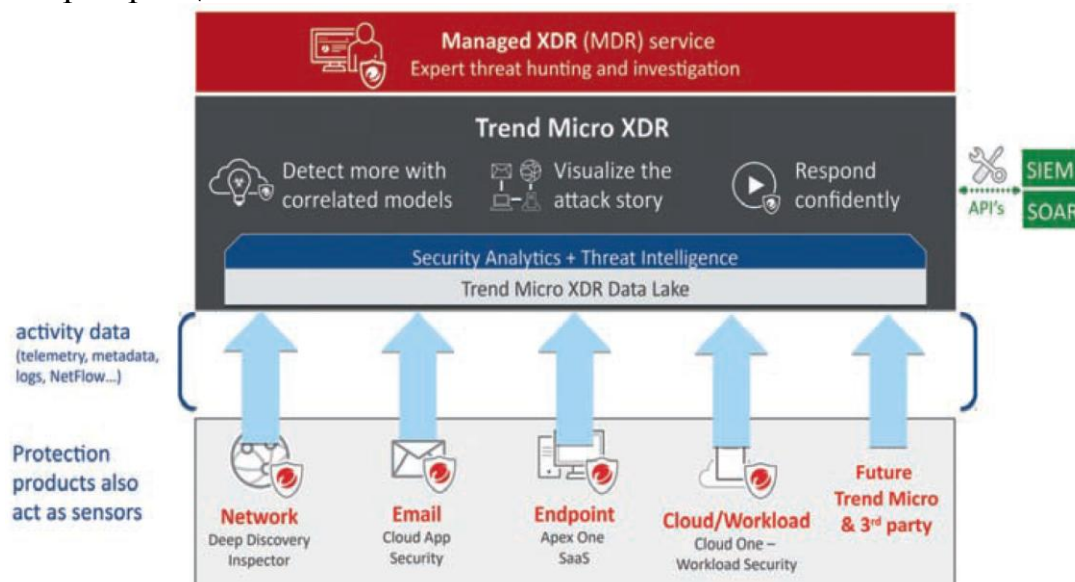 Managed XDR (MDR) service
Expert threat hunting and investigation
Trend Micro XDR
Detect more with
correlated models
Visualize the
attack story
Respond
confidently
API's
SIEM
SOAR
Security Analytics + Threat Intelligence
Trend Micro XDR Data Lake
activity data
(telemetry, metadata,
logs, NetFlow...)
Protection
products also
act as sensors
Network
Deep Discovery
Inspector
Email
Cloud App
Security
Endpoint
Apex One
SaaS
Cloud/Workload
Cloud One –
Workload Security
Future
Trend Micro
& 3rd party